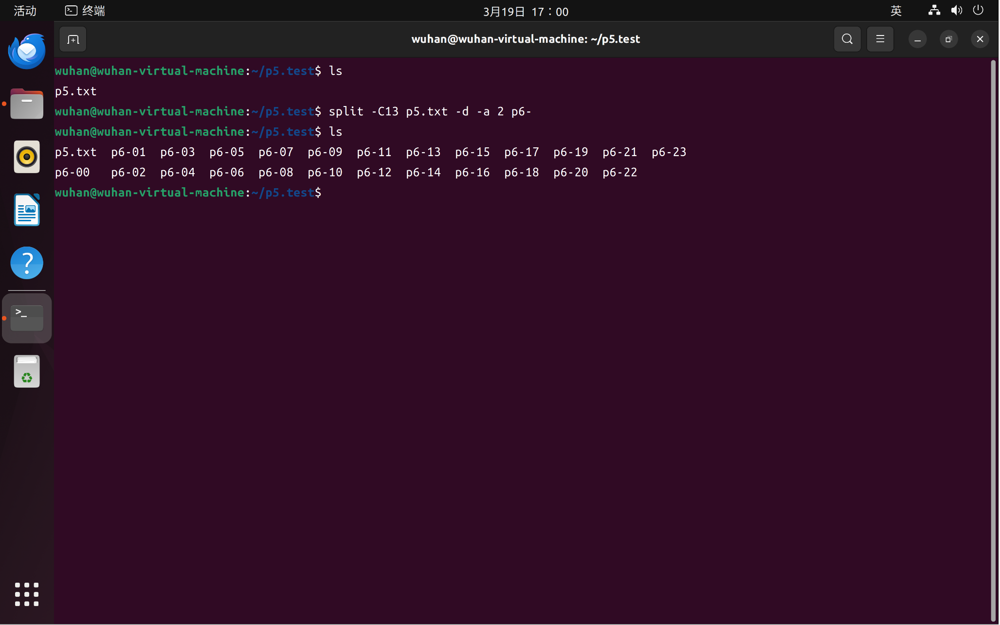 活动 终端 3月19日 17：00 英
wuhan@wuhan-virtual-machine: ~/p5.test
wuhan@wuhan-virtual-machine:~/p5.test$ ls
p5.txt
wuhan@wuhan-virtual-machine:~/p5.test$ split -C13 p5.txt -d -a 2 p6-
wuhan@wuhan-virtual-machine:~/p5.test$ ls
p5.txt  p6-01  p6-03  p6-05  p6-07  p6-09  p6-11  p6-13  p6-15  p6-17  p6-19  p6-21  p6-23
p6-00   p6-02  p6-04  p6-06  p6-08  p6-10  p6-12  p6-14  p6-16  p6-18  p6-20  p6-22
wuhan@wuhan-virtual-machine:~/p5.test$